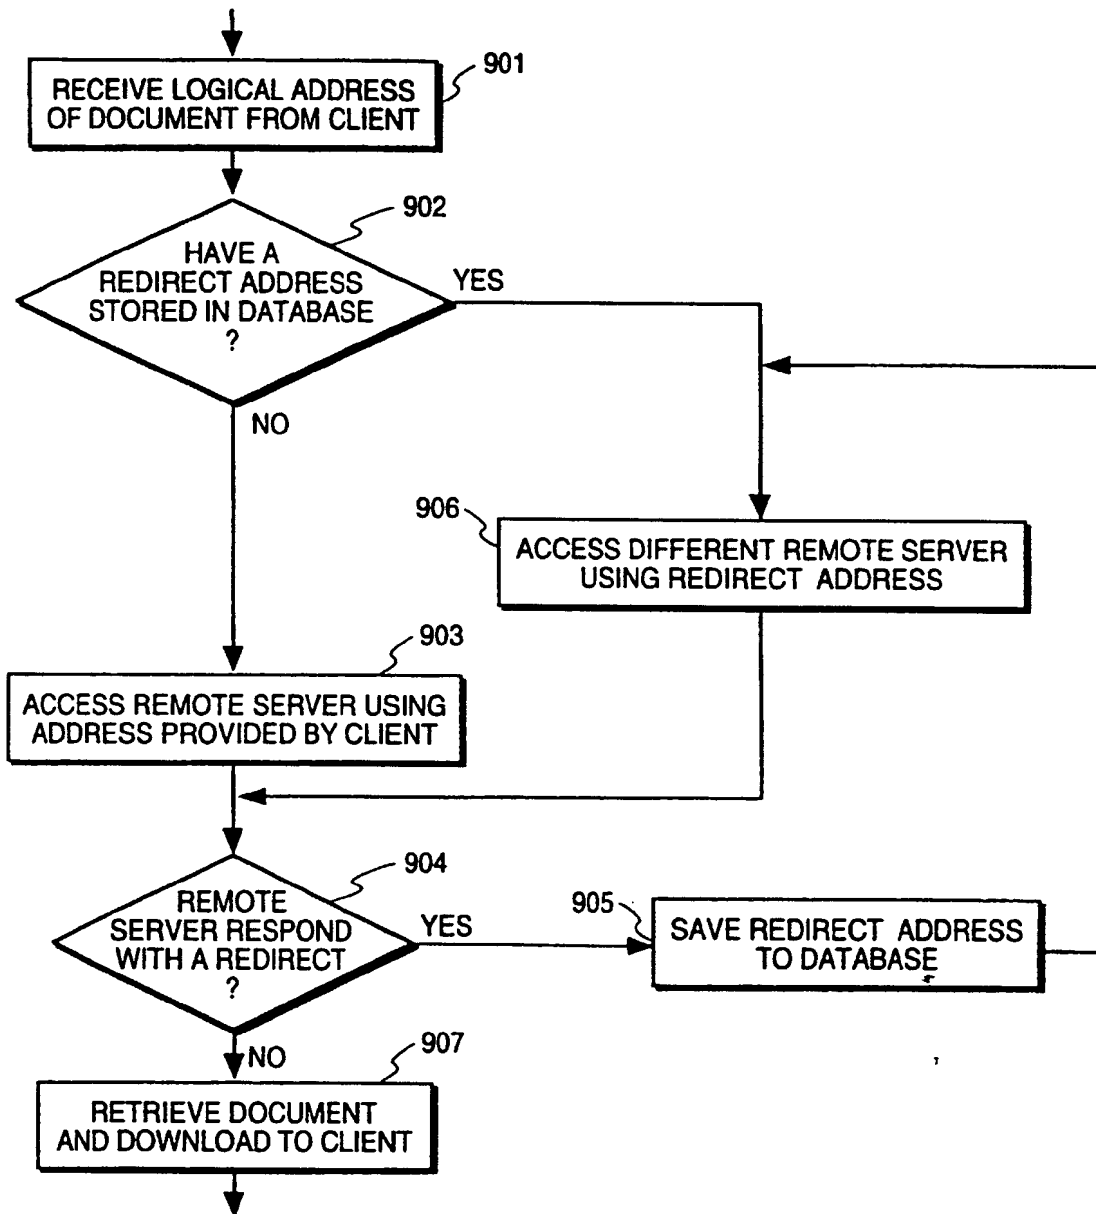 901
RECEIVE LOGICAL ADDRESS
OF DOCUMENT FROM CLIENT
902
HAVE A
REDIRECT ADDRESS
STORED IN DATABASE
?
YES
NO
906
ACCESS DIFFERENT REMOTE SERVER
USING REDIRECT ADDRESS
903
ACCESS REMOTE SERVER USING
ADDRESS PROVIDED BY CLIENT
904
REMOTE
SERVER RESPOND
WITH A REDIRECT
?
YES
905
SAVE REDIRECT ADDRESS
TO DATABASE
NO
907
RETRIEVE DOCUMENT
AND DOWNLOAD TO CLIENT